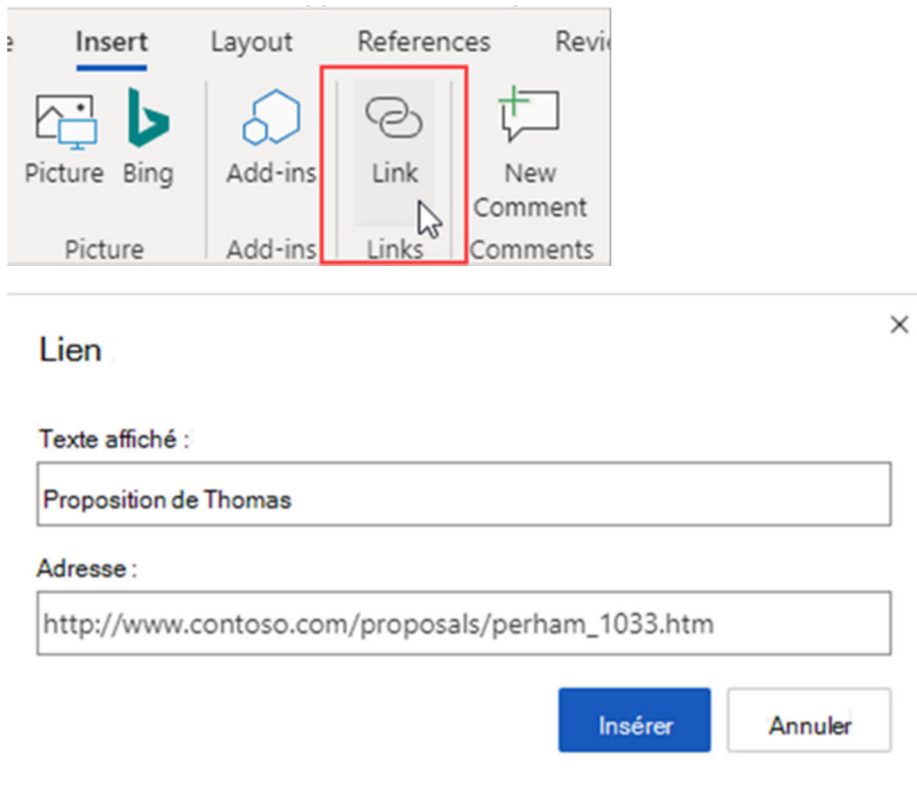 Insert Layout References
Picture Bing Add-ins Link New
Comment
Picture Add-ins Links Comments
Lien
Texte affiché :
Proposition de Thomas
Adresse :
http://www.contoso.com/proposals/perham_1033.htm
Insérer Annuler